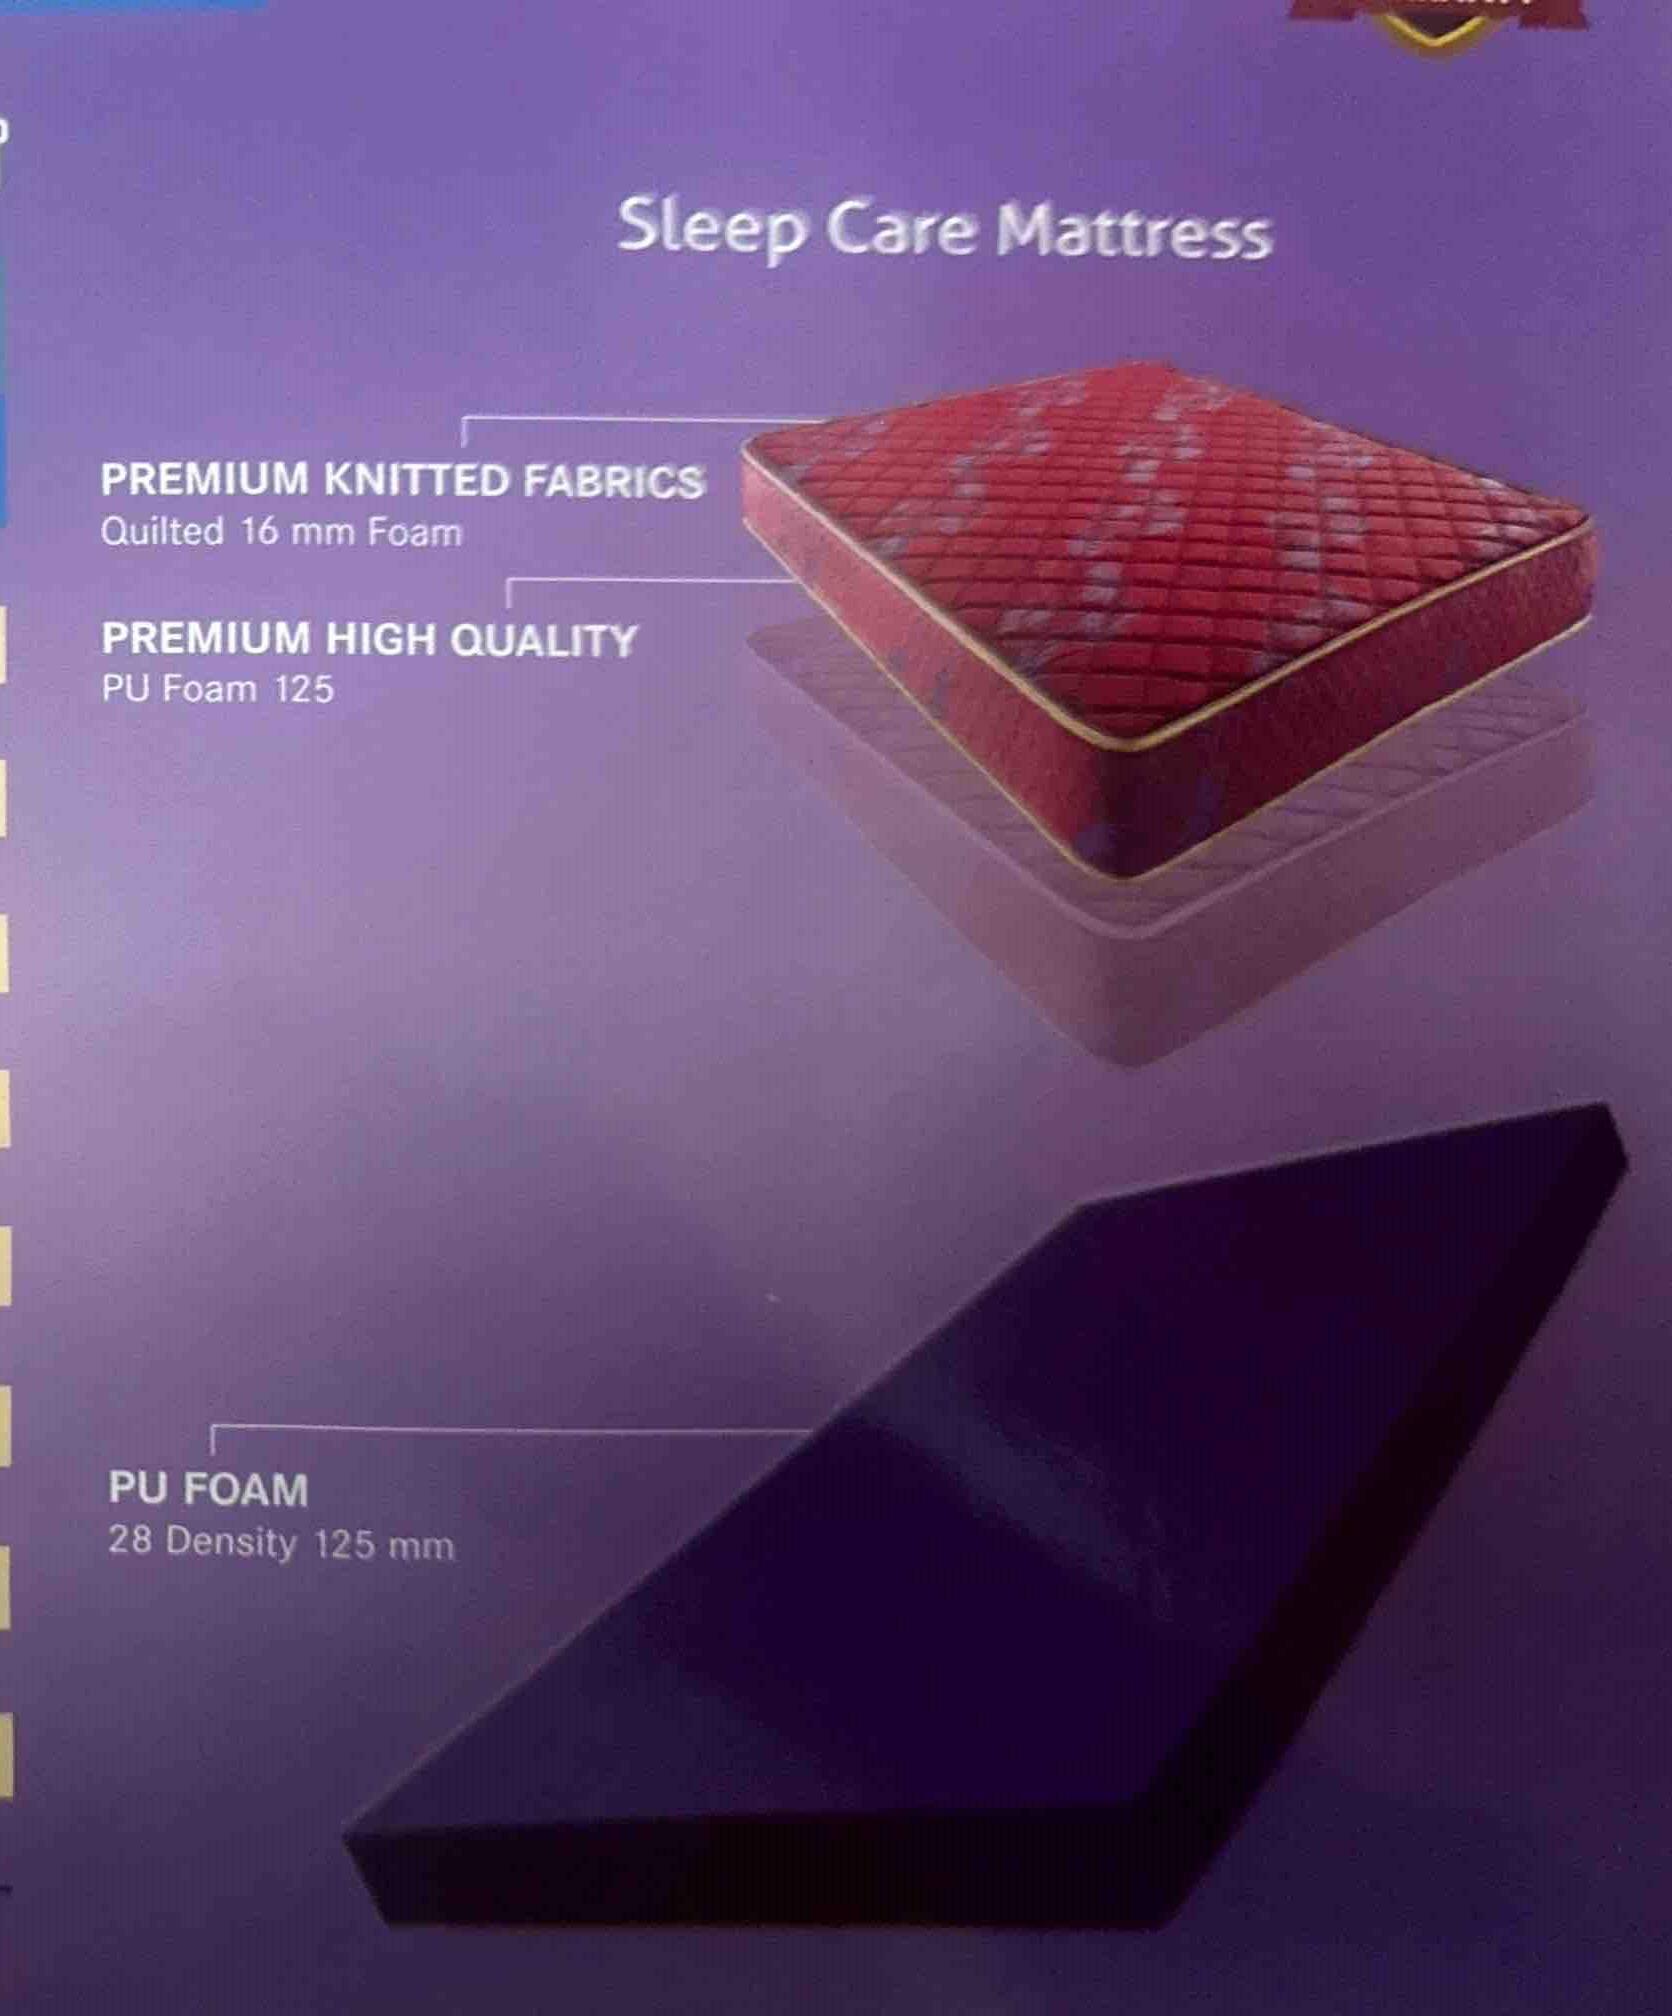 Sleep Care Mattress
PREMIUM KNITTED FABRICS
Quilted 16 mm Foam
PREMIUM HIGH QUALITY
PU Foam 125
PU FOAM
28 Density 125 mm